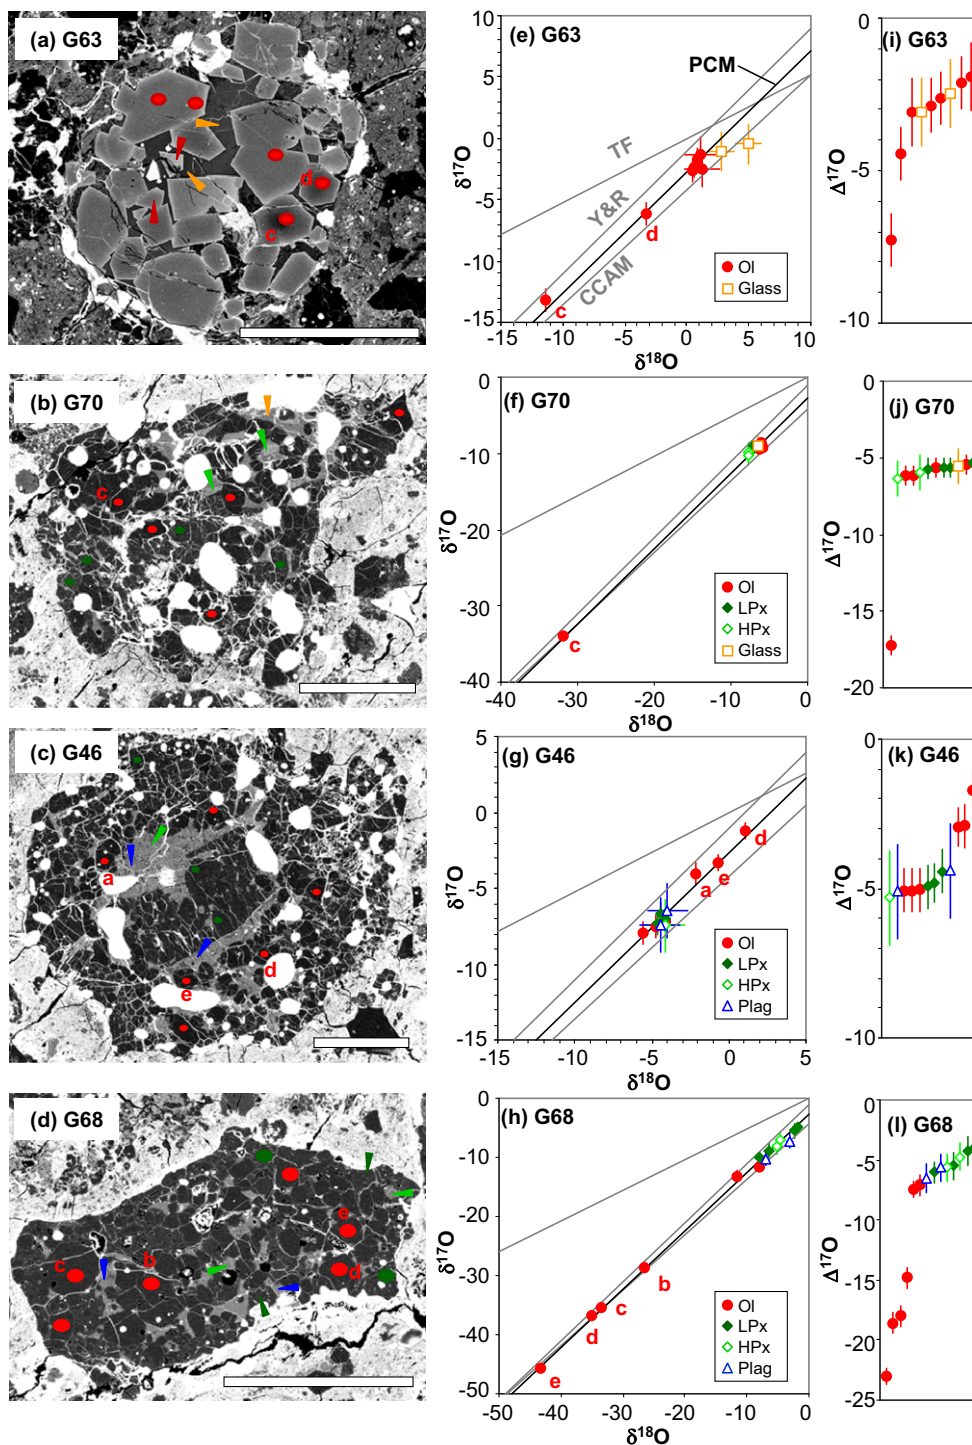 (a) G63
d
c
(e) G63
PCM
TF
Y&R
CCAM
d
c
Ol
Glass
10
5
0
-5
-10
-15
-15
-10
-5
0
5
10
δ17O
δ18O
(i) G63
0
-5
-10
Δ17O
(b) G70
c
(f) G70
c
Ol
LPx
HPx
Glass
0
-10
-20
-30
-40
-40
-30
-20
-10
0
δ17O
δ18O
(j) G70
0
-5
-10
-15
-20
Δ17O
(c) G46
a
d
e
(g) G46
d
a e
Ol
LPx
HPx
Plag
5
0
-5
-10
-15
-15
-10
-5
0
5
δ17O
δ18O
(k) G46
0
-5
-10
Δ17O
(d) G68
e
c
b
d
(h) G68
b
c
d
e
Ol
LPx
HPx
Plag
0
-10
-20
-30
-40
-50
-50
-40
-30
-20
-10
0
δ17O
δ18O
(l) G68
0
-5
-10
-15
-20
-25
Δ17O